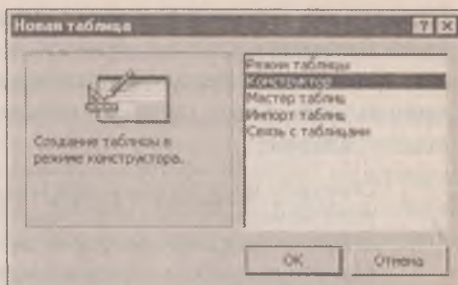 Новая таблица
Создание таблицы в
режиме конструктора.
Режим таблицы
Конструктор
Мастер таблиц
Импорт таблиц
Связь с таблицами
ОК
Отмена